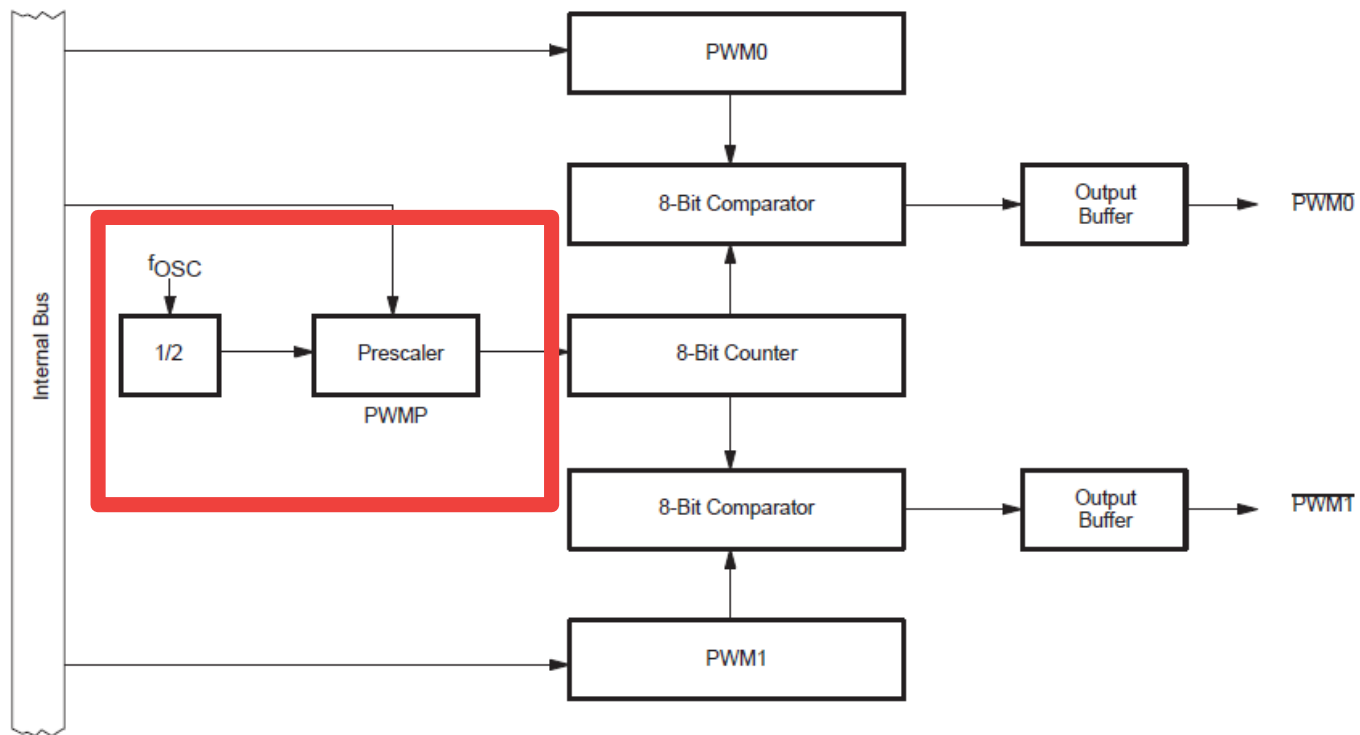 PWM0
8-Bit Comparator
Output
Buffer
PWM0
fOSC
Internal Bus
1/2
Prescaler
8-Bit Counter
PWMP
8-Bit Comparator
Output
Buffer
PWM1
PWM1